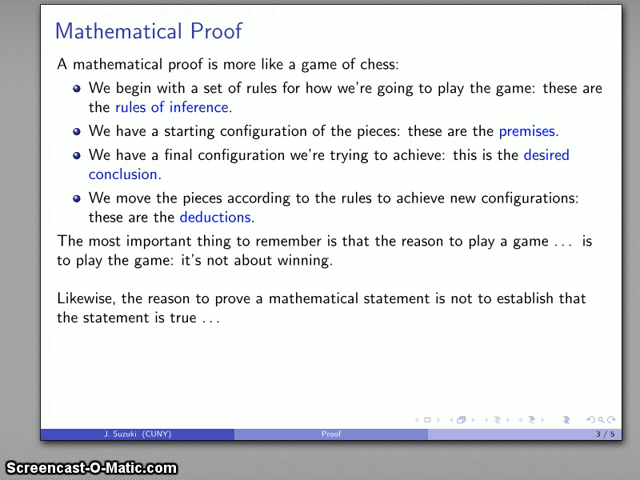 Mathematical Proof
A mathematical proof is more like a game of chess:
We begin with a set of rules for how we're going to play the game: these are
the rules of inference.
We have a starting configuration of the pieces: these are the premises.
We have a final configuration we're trying to achieve: this is the desired
conclusion.
We move the pieces according to the rules to achieve new configurations:
these are the deductions.
The most important thing to remember is that the reason to play a game ... is
to play the game: it's not about winning.
Likewise, the reason to prove a mathematical statement is not to establish that
the statement is true ...
J. Suzuki (CUNY) Proof 3 / 5
Screencast-O-Matic.com